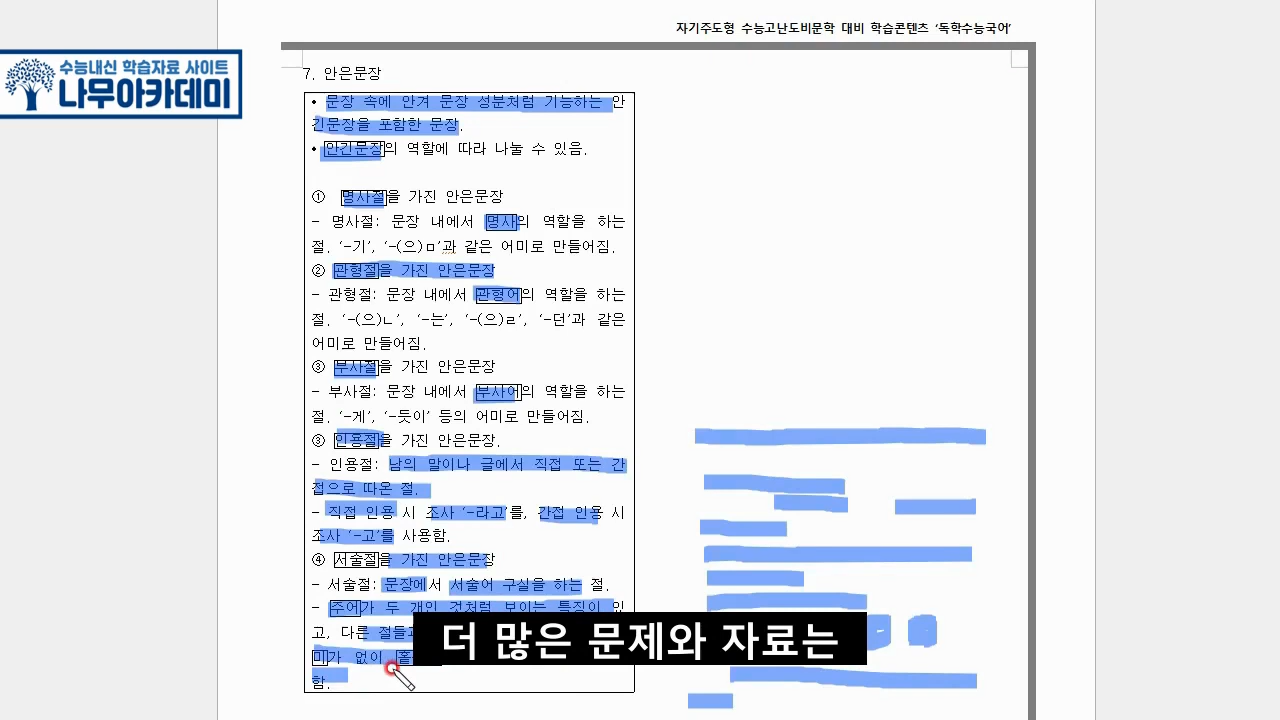 자기주도형 수능고난도비문학 대비 학습콘텐츠 '독학수능국어'
수능내신 학습자료 사이트
나무아카데미
7. 안은문장
• 문장 속에 안겨 문장 성분처럼 기능하는 안
긴문장을 포함한 문장.
• 안긴문장의 역할에 따라 나눌 수 있음.
① 명사절을 가진 안은문장
- 명사절: 문장 내에서 명사의 역할을 하는
절. '-기', '-(으)ㅁ'과 같은 어미로 만들어짐.
② 관형절을 가진 안은문장
- 관형절: 문장 내에서 관형어의 역할을 하는
절. '-(으)ㄴ', '-는', '-(으)ㄹ', '-던'과 같은
어미로 만들어짐.
③ 부사절을 가진 안은문장
- 부사절: 문장 내에서 부사어의 역할을 하는
절. '-게', '-듯이' 등의 어미로 만들어짐.
③ 인용절을 가진 안은문장.
- 인용절: 남의 말이나 글에서 직접 또는 간
접으로 따온 절.
- 직접 인용 시 조사 '-라고'를, 간접 인용 시
조사 '-고'를 사용함.
④ 서술절을 가진 안은문장
- 서술절: 문장에서 서술어 구실을 하는 절.
- 주어가 두 개인 것처럼 보이는 특징이 있
고, 다른 절들과
미가 없이 홀
함.
더 많은 문제와 자료는